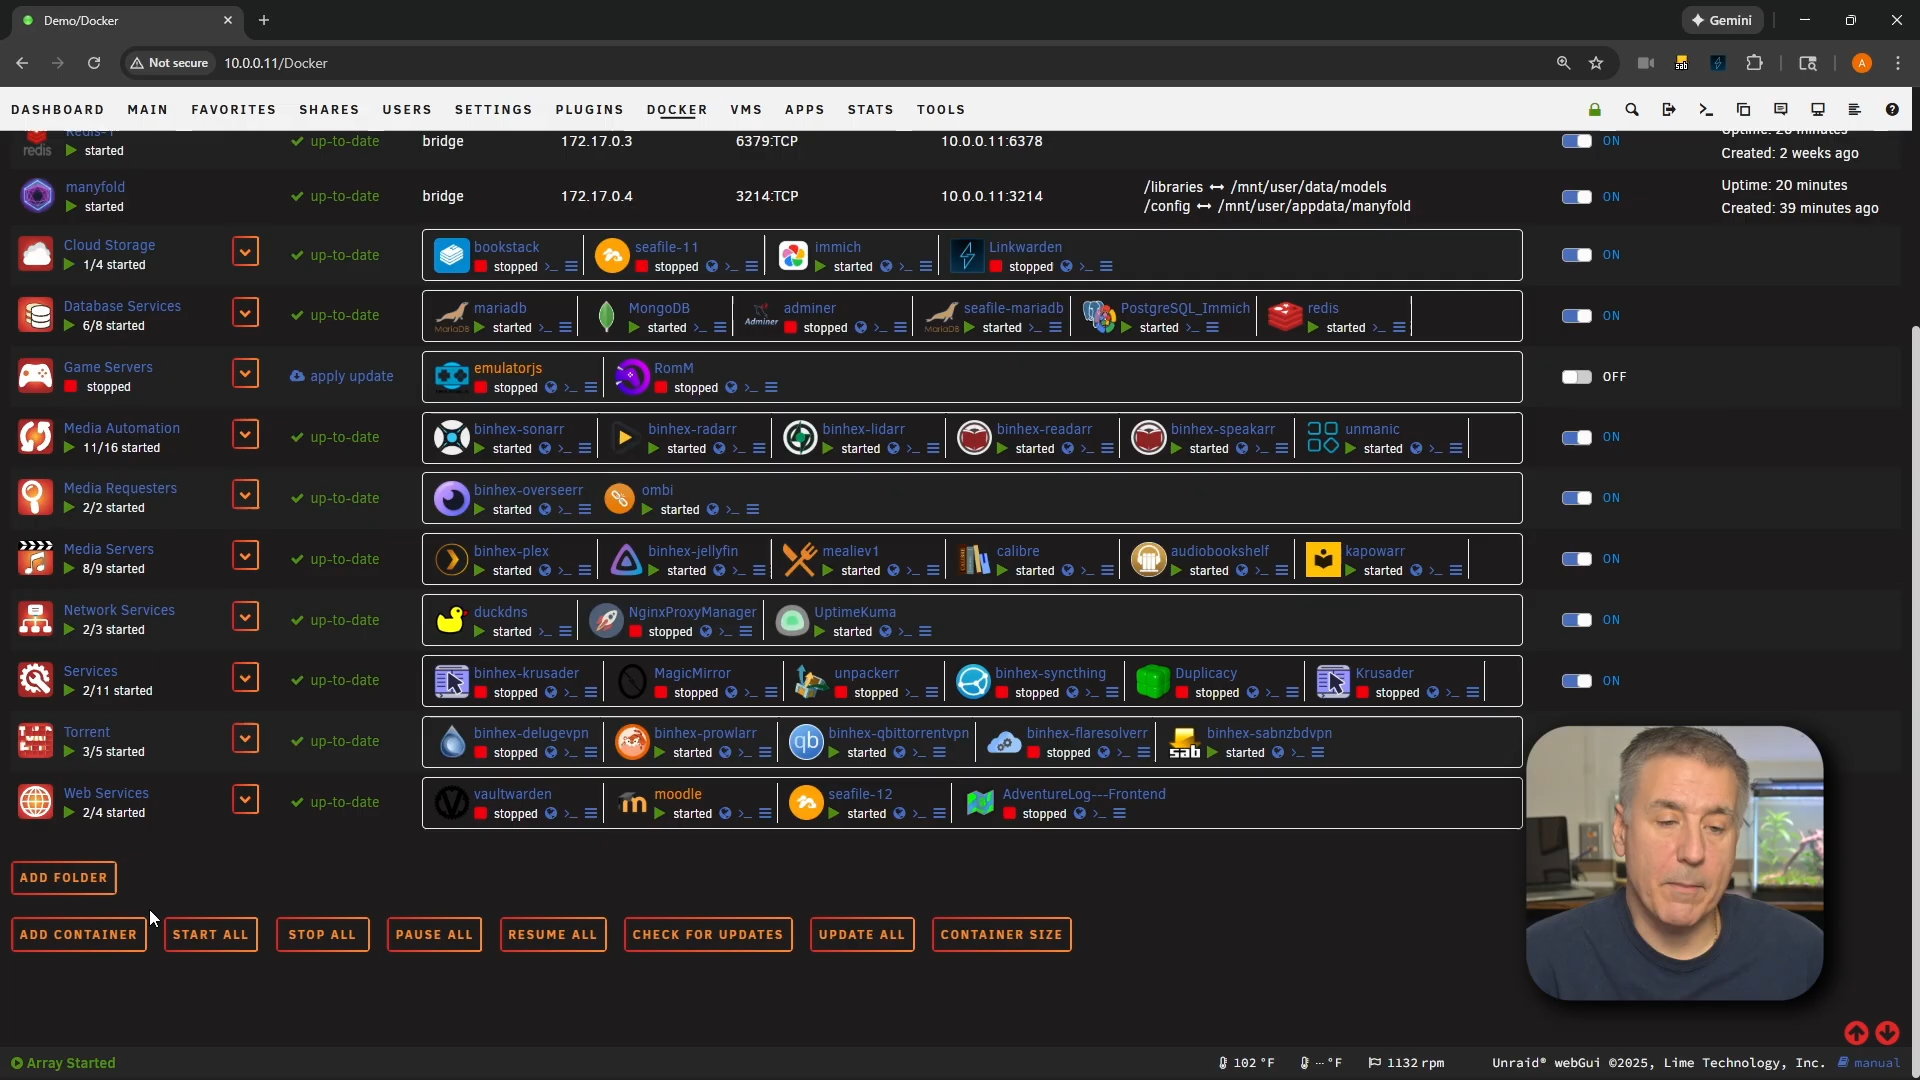 Demo/Docker
Gemini
Not secure 10.0.0.11/Docker
sab
A
DASHBOARD MAIN FAVORITES SHARES USERS SETTINGS PLUGINS DOCKER VMS APPS STATS TOOLS
Redis-1
redis started up-to-date bridge 172.17.0.3 6379:TCP 10.0.0.11:6378 ON Uptime: 20 minutes
Created: 2 weeks ago
manyfold /libraries ↔ /mnt/user/data/models Uptime: 20 minutes
started up-to-date bridge 172.17.0.4 3214:TCP 10.0.0.11:3214 /config ↔ /mnt/user/appdata/manyfold ON Created: 39 minutes ago
Cloud Storage bookstack seafile-11 immich Linkwarden
1/4 started up-to-date stopped stopped started stopped ON
Database Services mariadb MongoDB adminer seafile-mariadb PostgreSQL_Immich redis
6/8 started up-to-date MariaDB started started Adminer stopped MariaDB started started started ON
Game Servers emulatorjs RomM
stopped apply update stopped stopped OFF
Media Automation binhex-sonarr binhex-radarr binhex-lidarr binhex-readarr binhex-speakarr unmanic
11/16 started up-to-date started started started started started started ON
Media Requesters binhex-overseerr ombi
2/2 started up-to-date started started ON
Media Servers binhex-plex binhex-jellyfin mealiev1 calibre audiobookshelf kapowarr
8/9 started up-to-date started started started started started started ON
Network Services duckdns NginxProxyManager UptimeKuma
2/3 started up-to-date started stopped started ON
Services binhex-krusader MagicMirror unpackerr binhex-syncthing Duplicacy Krusader
2/11 started up-to-date stopped stopped stopped stopped stopped stopped ON
Torrent binhex-delugevpn binhex-prowlarr qb binhex-qbittorrentvpn binhex-flaresolverr sab binhex-sabnzbdvpn
3/5 started up-to-date stopped started started stopped started
Web Services vaultwarden moodle seafile-12 AdventureLog---Frontend
2/4 started up-to-date stopped started started stopped
ADD FOLDER
ADD CONTAINER START ALL STOP ALL PAUSE ALL RESUME ALL CHECK FOR UPDATES UPDATE ALL CONTAINER SIZE
Array Started 102 °F -- °F 1132 rpm Unraid® webGui ©2025, Lime Technology, Inc. manual